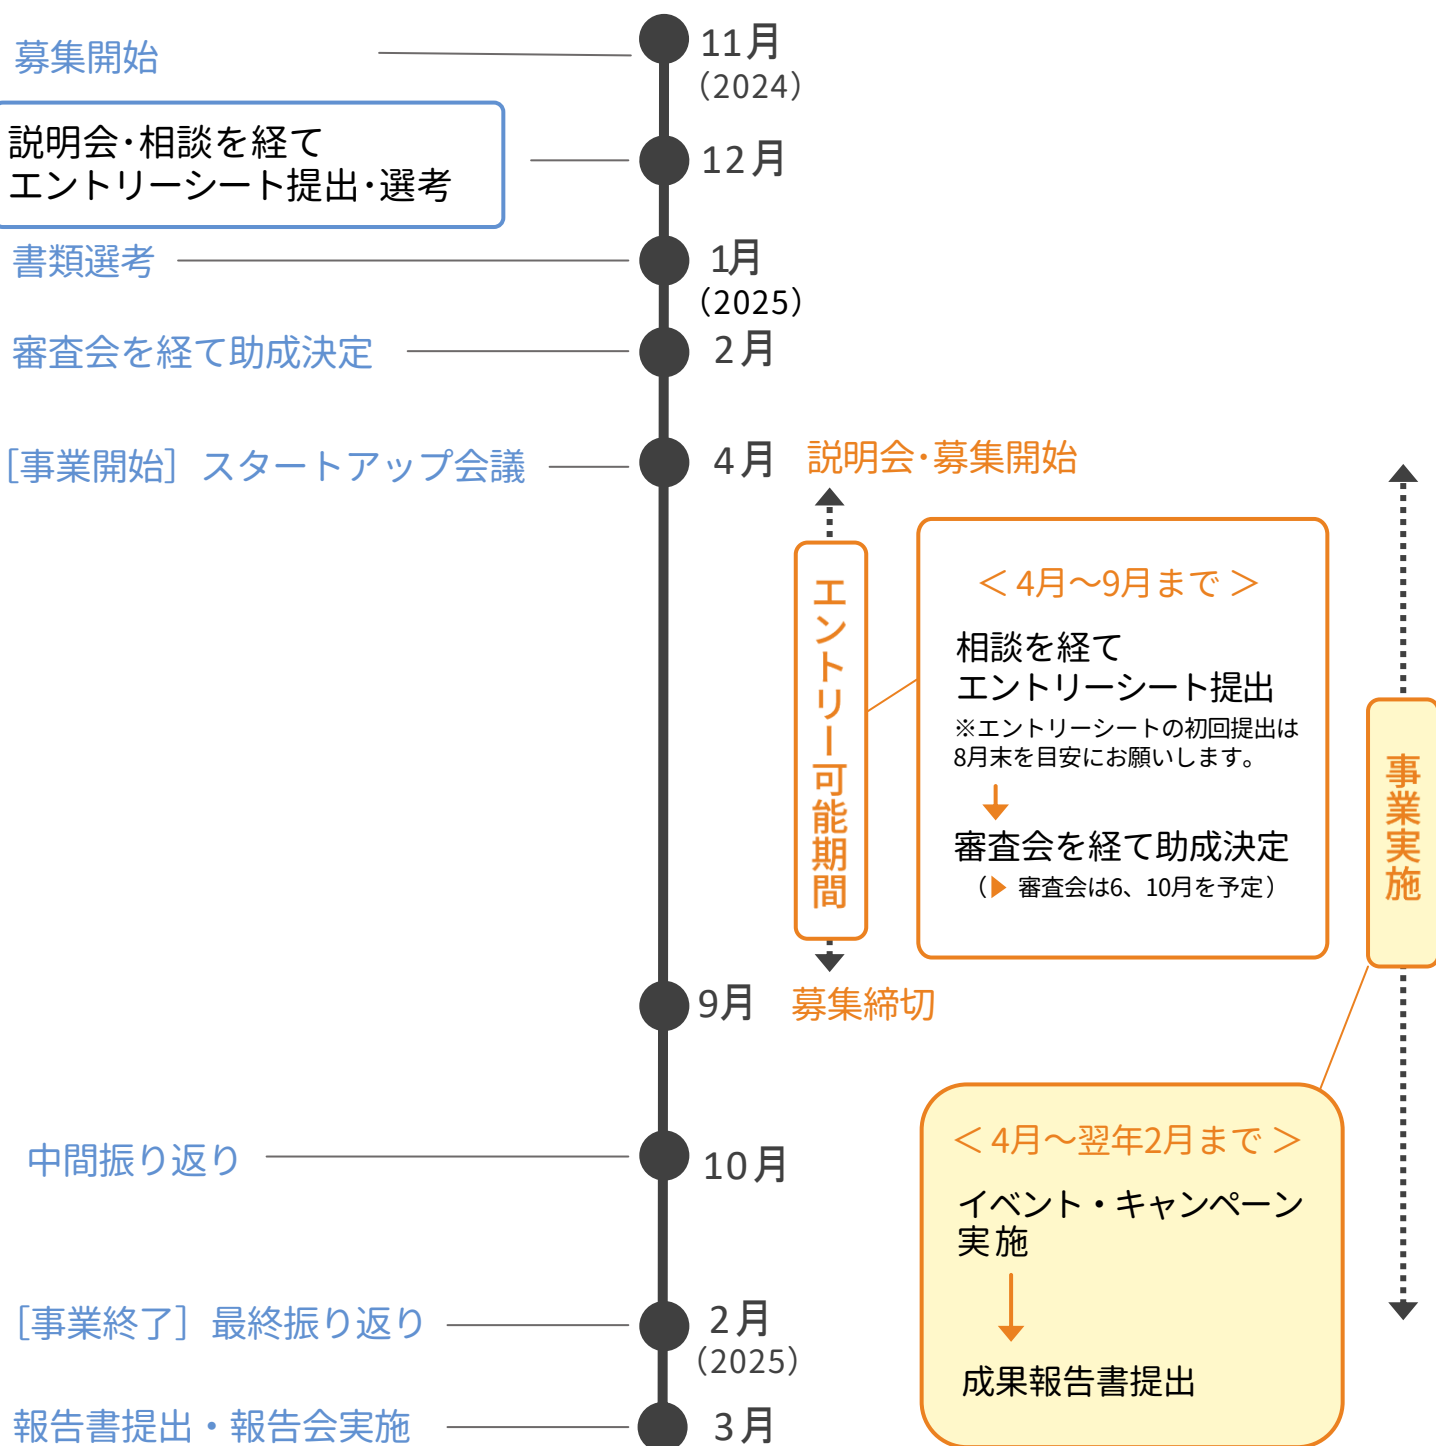 募集開始
11月
（2024）
説明会･相談を経て
エントリーシート提出･選考
12月
書類選考
1月
（2025）
審査会を経て助成決定
2月
［事業開始］スタートアップ会議
4月
説明会･募集開始
エントリー可能期間
＜4月〜9月まで＞
相談を経て
エントリーシート提出
※エントリーシートの初回提出は
8月末を目安にお願いします。
審査会を経て助成決定
（▶ 審査会は6、10月を予定）
事業実施
9月
募集締切
中間振り返り
10月
＜4月〜翌年2月まで＞
イベント・キャンペーン
実施
成果報告書提出
［事業終了］最終振り返り
2月
（2025）
報告書提出・報告会実施
3月